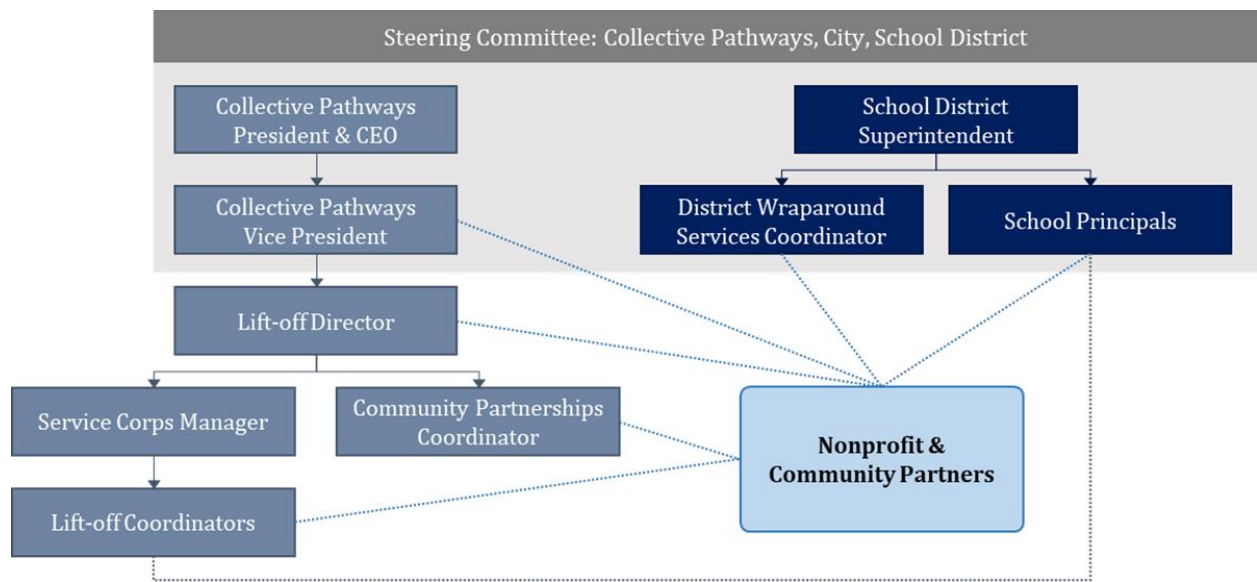 Steering Committee: Collective Pathways, City, School District
Collective Pathways
President & CEO
School District
Superintendent
Collective Pathways
Vice President
District Wraparound
Services Coordinator
School Principals
Lift-off Director
Service Corps Manager
Community Partnerships
Coordinator
Nonprofit &
Community Partners
Lift-off Coordinators